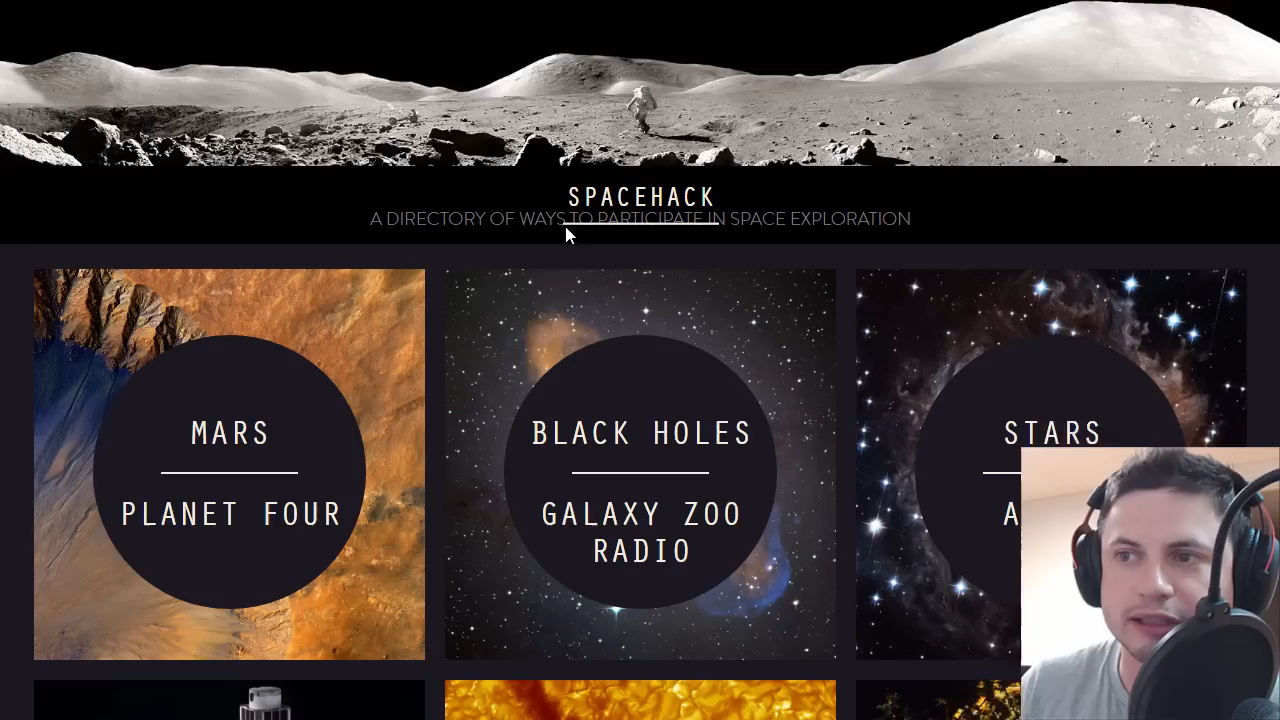 SPACEHACK
A DIRECTORY OF WAYS TO PARTICIPATE IN SPACE EXPLORATION
MARS
PLANET FOUR
BLACK HOLES
GALAXY ZOO
RADIO
STARS